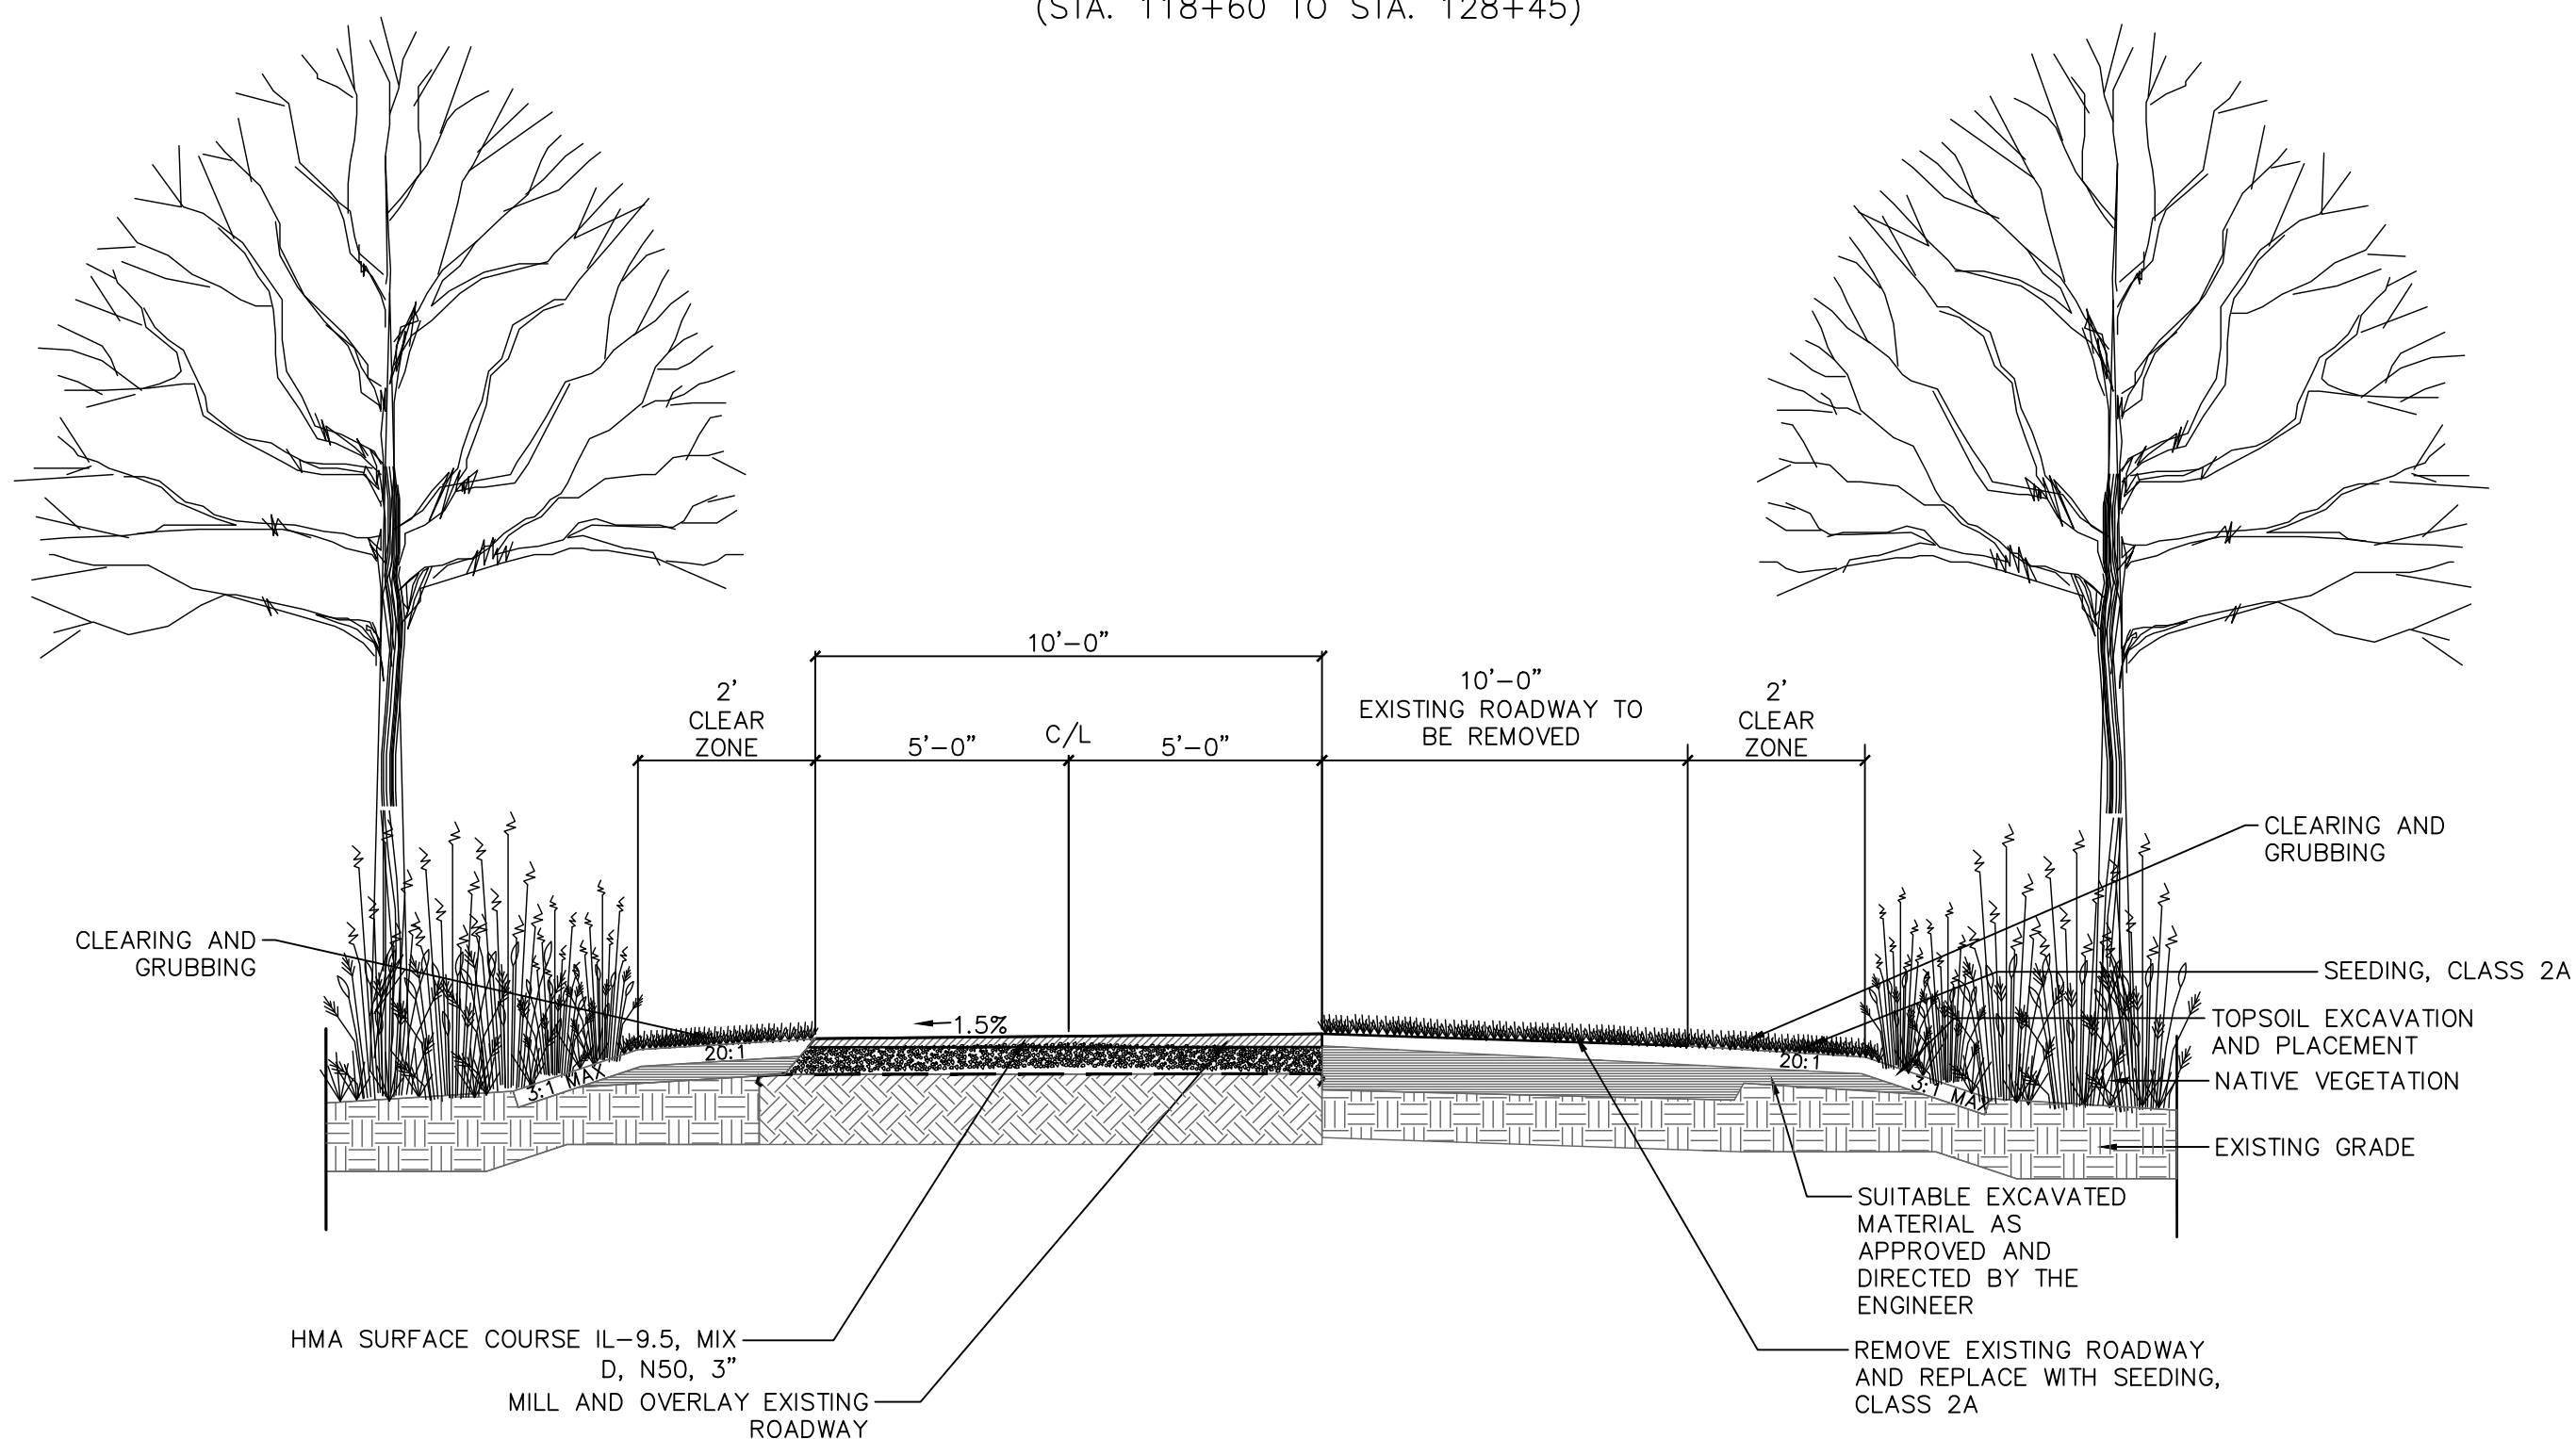 (STA. 118+60 TO STA. 128+45)
10'-0"
2'
CLEAR
ZONE
5'-0"
C/L
5'-0"
10'-0"
EXISTING ROADWAY TO
BE REMOVED
2'
CLEAR
ZONE
CLEARING AND
GRUBBING
CLEARING AND
GRUBBING
SEEDING, CLASS 2A
TOPSOIL EXCAVATION
AND PLACEMENT
NATIVE VEGETATION
EXISTING GRADE
1.5%
20:1
3:1 MAX
20:1
3:1 MAX
SUITABLE EXCAVATED
MATERIAL AS
APPROVED AND
DIRECTED BY THE
ENGINEER
HMA SURFACE COURSE IL-9.5, MIX
D, N50, 3"
MILL AND OVERLAY EXISTING
ROADWAY
REMOVE EXISTING ROADWAY
AND REPLACE WITH SEEDING,
CLASS 2A